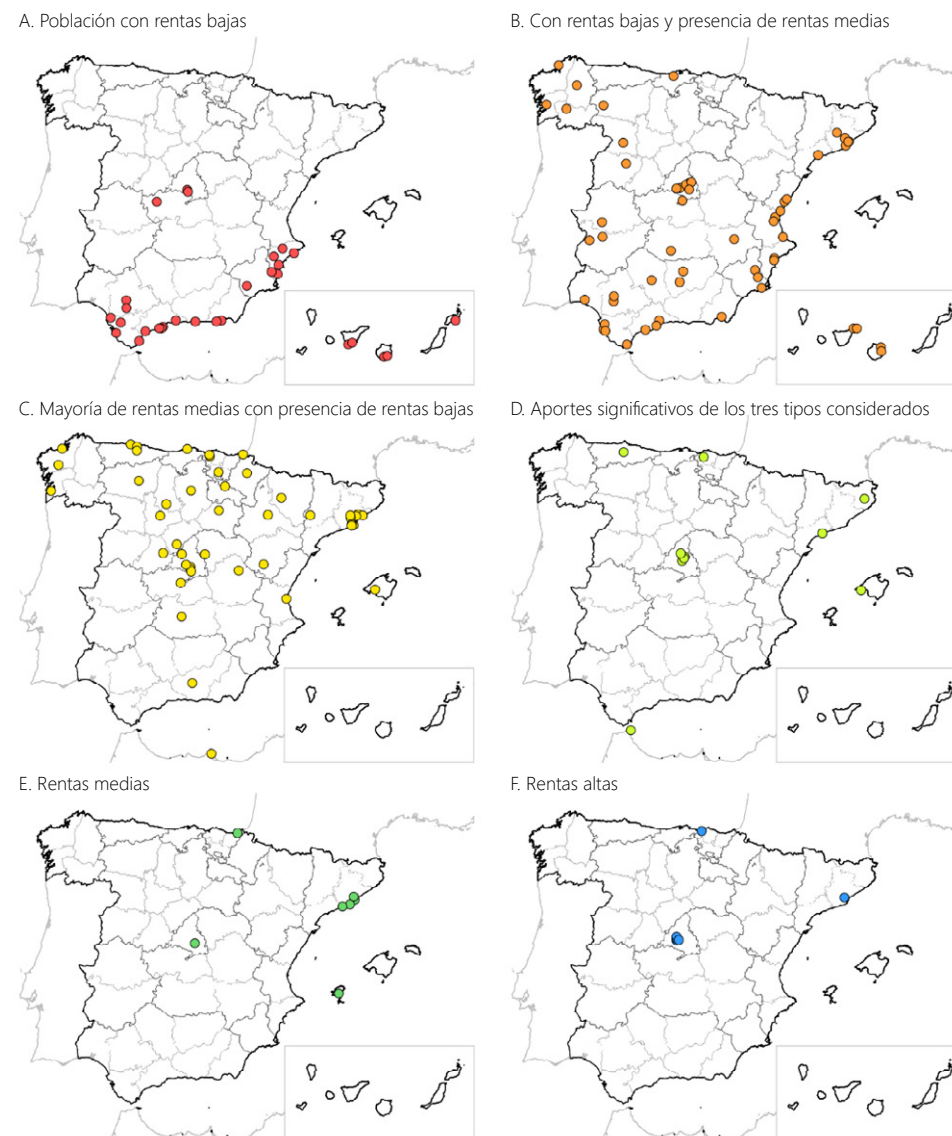 A. Población con rentas bajas
B. Con rentas bajas y presencia de rentas medias
C. Mayoría de rentas medias con presencia de rentas bajas
D. Aportes significativos de los tres tipos considerados
E. Rentas medias
F. Rentas altas